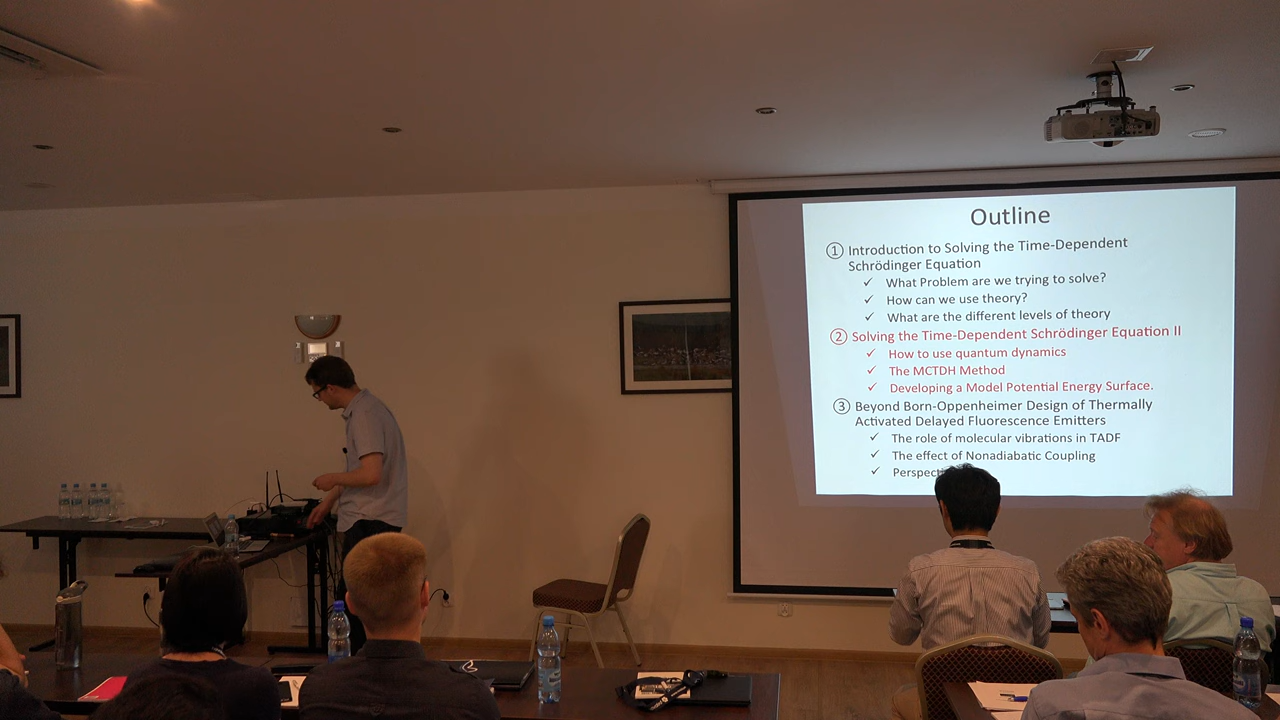 Outline
① Introduction to Solving the Time-Dependent
Schrödinger Equation
✓ What Problem are we trying to solve?
✓ How can we use theory?
✓ What are the different levels of theory
② Solving the Time-Dependent Schrödinger Equation II
✓ How to use quantum dynamics
✓ The MCTDH Method
✓ Developing a Model Potential Energy Surface.
③ Beyond Born-Oppenheimer Design of Thermally
Activated Delayed Fluorescence Emitters
✓ The role of molecular vibrations in TADF
✓ The effect of Nonadiabatic Coupling
✓